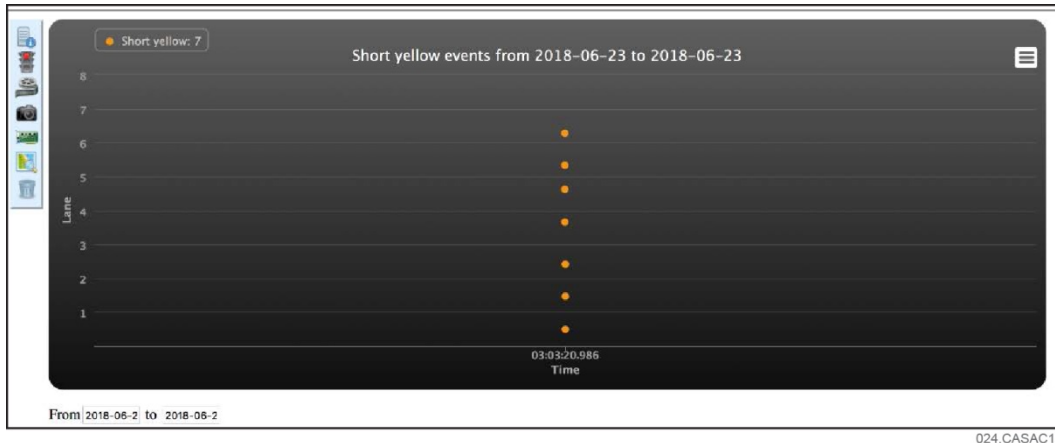 Short yellow: 7
Short yellow events from 2018-06-23 to 2018-06-23
8
7
6
5
4
3
2
1
Lane
03:03:20.986
Time
From 2018-06-2 to 2018-06-2
024.CASAC1